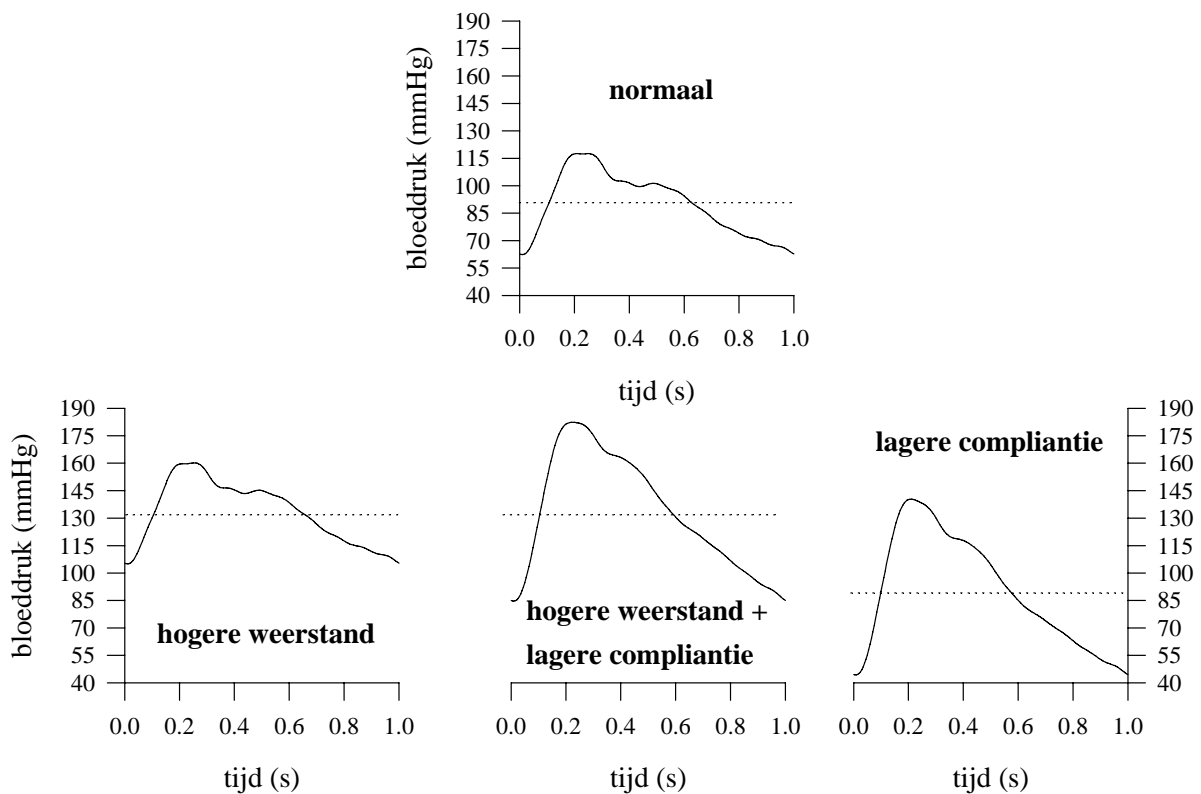 190
175
160
145
130
115
100
85
70
55
40
bloeddruk (mmHg)
normaal
0.0 0.2 0.4 0.6 0.8 1.0
tijd (s)
190
175
160
145
130
115
100
85
70
55
40
bloeddruk (mmHg)
hogere weerstand
0.0 0.2 0.4 0.6 0.8 1.0
tijd (s)
hogere weerstand +
lagere compliantie
0.0 0.2 0.4 0.6 0.8 1.0
tijd (s)
lagere compliantie
190
175
160
145
130
115
100
85
70
55
40
0.0 0.2 0.4 0.6 0.8 1.0
tijd (s)